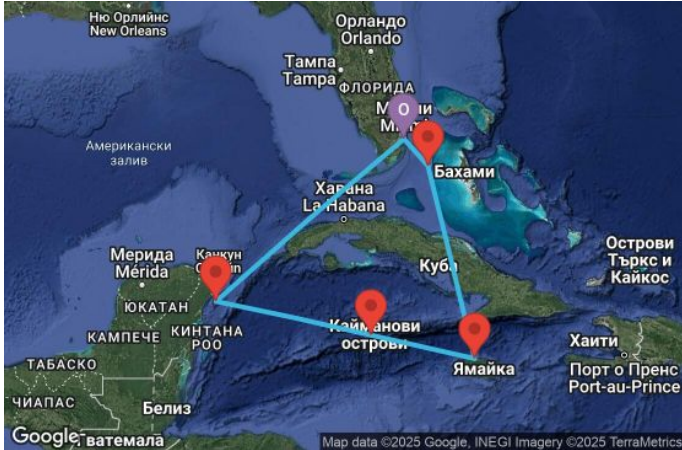 Ню Орлийнс
New Orleans
Орландо
Orlando
Тампа
Tampa
ФЛОРИДА
O
Американски
залив
Бахами
Хавана
La Habana
Мерида
Mérida
Куба
Острови
Търкс и
Кайкос
ЮКАТАН
КАМПЕЧЕ
КИНТАНА
РОО
Кайманови
острови
Хаити
ТАБАСКО
Ямайка
Порт о Пренс
Port-au-Prince
ЧИАПАС
Белиз
Google
Гватемала
Map data ©2025 Google, INEGI Imagery ©2025 TerraMetrics